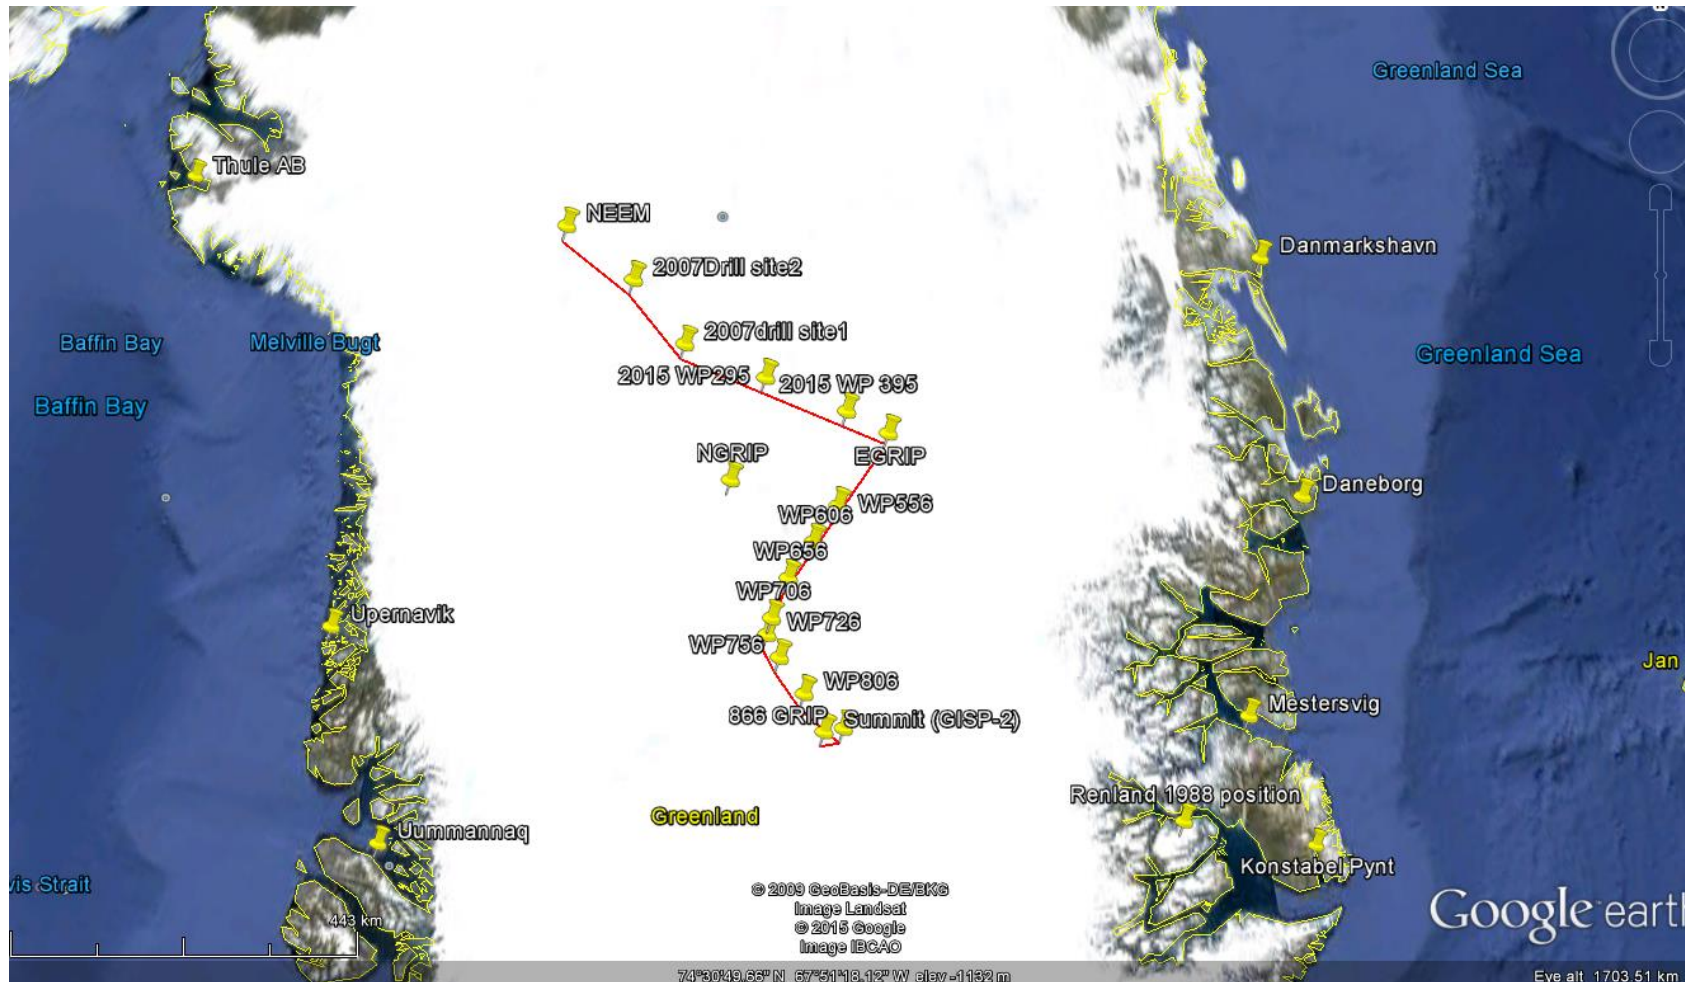 N
Greenland Sea
Thule AB
NEEM
Danmarkshavn
2007Drill site2
2007drill site1
Baffin Bay
Melville Bugt
Greenland Sea
2015 WP295
2015 WP 395
Baffin Bay
NGRIP
EGRIP
Daneborg
WP556
WP606
WP656
WP706
Upernavik
WP726
WP756
Jan
WP806
Mestersvig
866 GRIP
Summit (GISP-2)
Renland 1988 position
Greenland
Uummannaq
Konstabel Pynt
vis Strait
© 2009 GeoBasis-DE/BKG
Image Landsat
© 2015 Google
Image IBCAO
443 km
Google earth
74°30'49.66" N 67°51'18.12" W elev -1132 m
Eye alt 1703.51 km